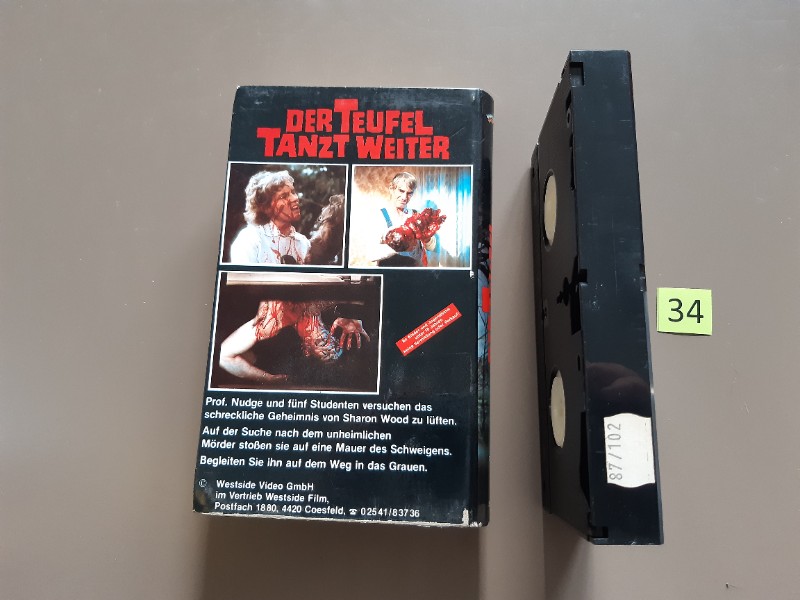 DER TEUFEL
TANZT WEITER
Prof. Nudge und fünf Studenten versuchen das
schreckliche Geheimnis von Sharon Wood zu lüften.
Auf der Suche nach dem unheimlichen
Mörder stoßen sie auf eine Mauer des Schweigens.
Begleiten Sie ihn auf dem Weg in das Grauen.
© Westside Video GmbH
im Vertrieb Westside Film,
Postfach 1880, 4420 Coesfeld, ☎ 02541/83736
87/102
34